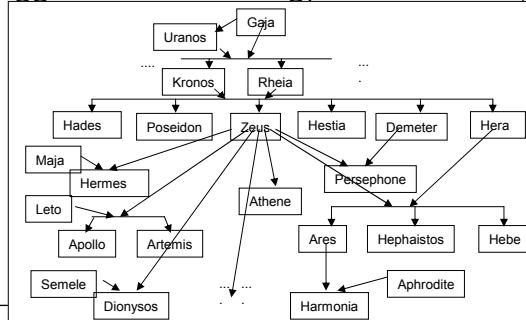 Gaja
Uranos
.... ...
.
Kronos Rheia
Hades Poseidon Zeus Hestia Demeter Hera
Maja
Hermes
Persephone
Leto
Athene
Apollo Artemis Ares Hephaistos Hebe
Semele
Aphrodite
Dionysos
... ...
. .
Harmonia